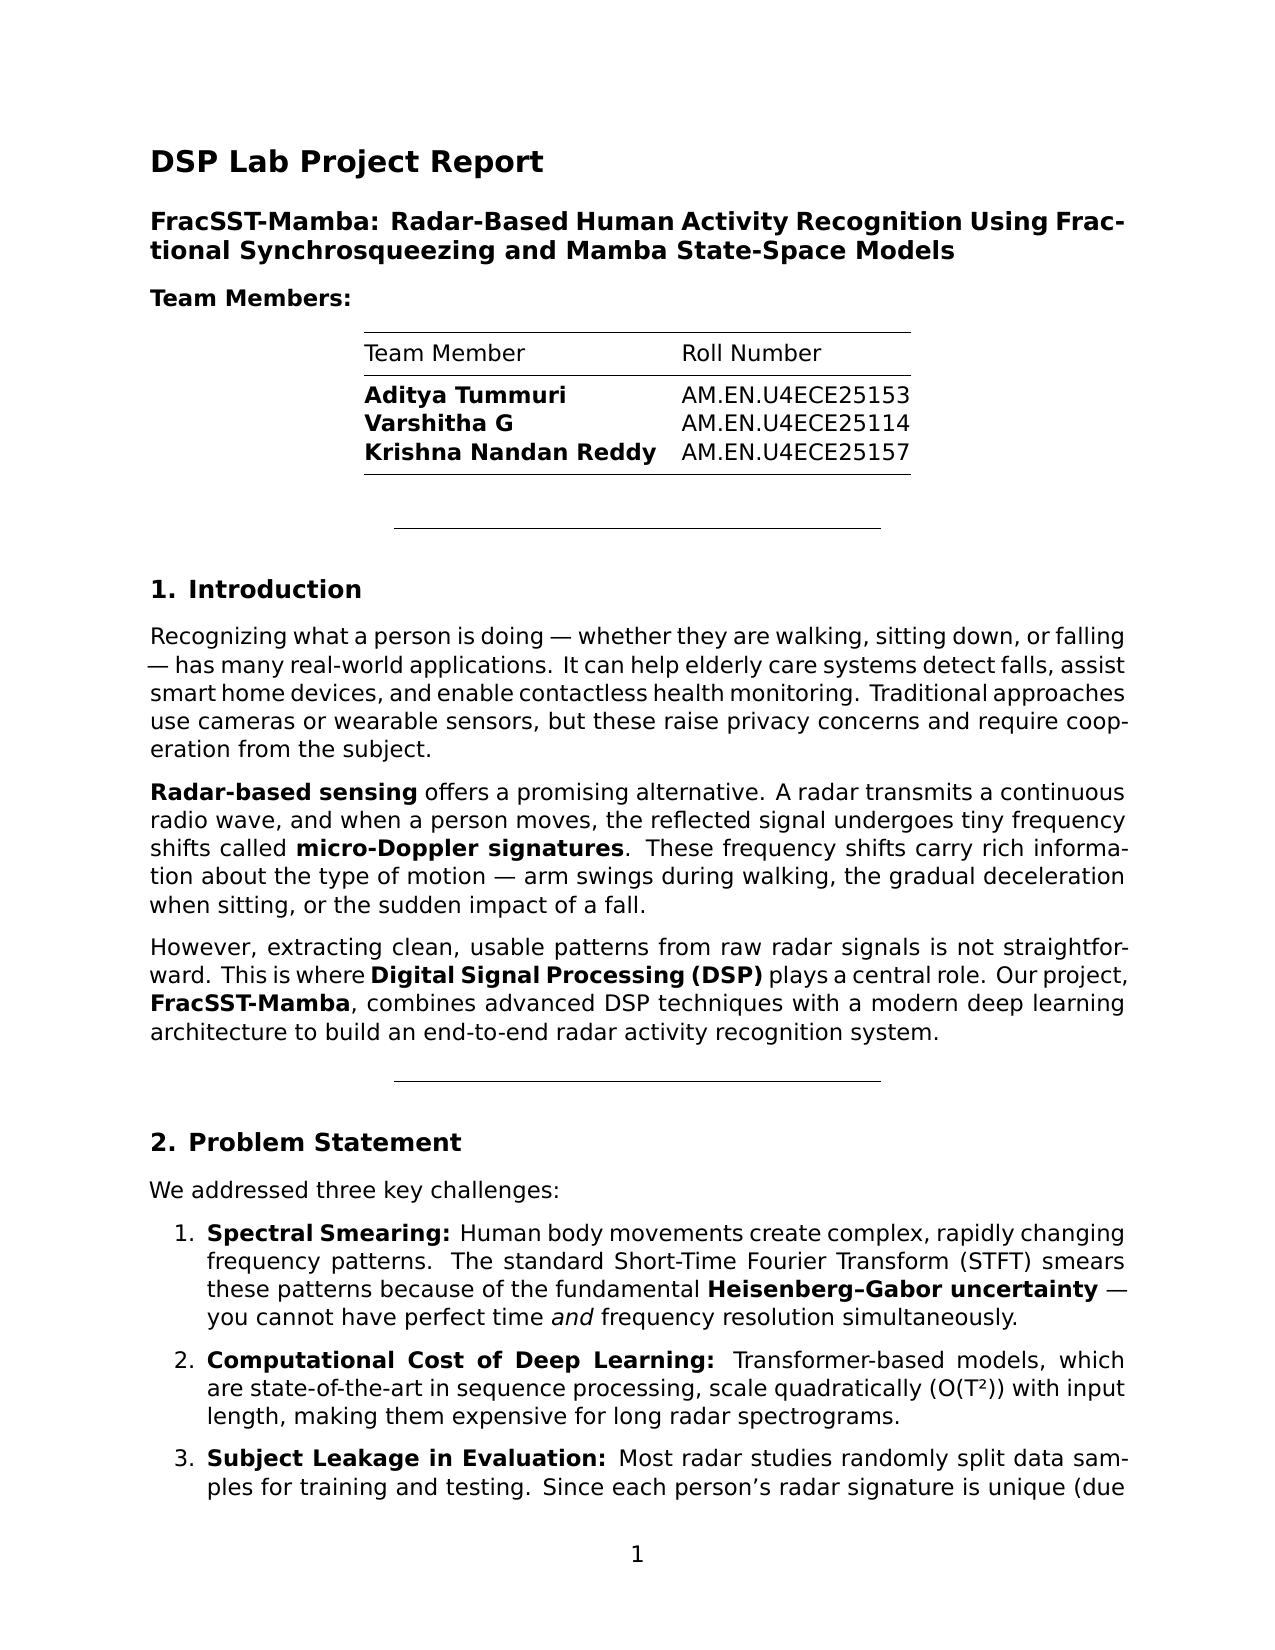 DSP Lab Project Report
FracSST-Mamba: Radar-Based Human Activity Recognition Using Frac-
tional Synchrosqueezing and Mamba State-Space Models
Team Members:
Team Member Roll Number
Aditya Tummuri AM.EN.U4ECE25153
Varshitha G AM.EN.U4ECE25114
Krishna Nandan Reddy AM.EN.U4ECE25157
1. Introduction
Recognizing what a person is doing — whether they are walking, sitting down, or falling
— has many real-world applications. It can help elderly care systems detect falls, assist
smart home devices, and enable contactless health monitoring. Traditional approaches
use cameras or wearable sensors, but these raise privacy concerns and require coop-
eration from the subject.
Radar-based sensing offers a promising alternative. A radar transmits a continuous
radio wave, and when a person moves, the reflected signal undergoes tiny frequency
shifts called micro-Doppler signatures. These frequency shifts carry rich informa-
tion about the type of motion — arm swings during walking, the gradual deceleration
when sitting, or the sudden impact of a fall.
However, extracting clean, usable patterns from raw radar signals is not straightfor-
ward. This is where Digital Signal Processing (DSP) plays a central role. Our project,
FracSST-Mamba, combines advanced DSP techniques with a modern deep learning
architecture to build an end-to-end radar activity recognition system.
2. Problem Statement
We addressed three key challenges:
1. Spectral Smearing: Human body movements create complex, rapidly changing
frequency patterns. The standard Short-Time Fourier Transform (STFT) smears
these patterns because of the fundamental Heisenberg–Gabor uncertainty —
you cannot have perfect time and frequency resolution simultaneously.
2. Computational Cost of Deep Learning: Transformer-based models, which
are state-of-the-art in sequence processing, scale quadratically (O(T²)) with input
length, making them expensive for long radar spectrograms.
3. Subject Leakage in Evaluation: Most radar studies randomly split data sam-
ples for training and testing. Since each person’s radar signature is unique (due
1